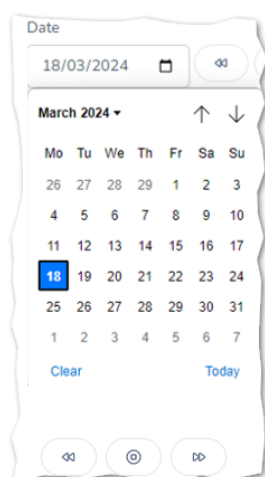 Date
18/03/2024
March 2024
Mo Tu We Th Fr Sa Su
26 27 28 29 1 2 3
4 5 6 7 8 9 10
11 12 13 14 15 16 17
18 19 20 21 22 23 24
25 26 27 28 29 30 31
1 2 3 4 5 6 7
Clear Today